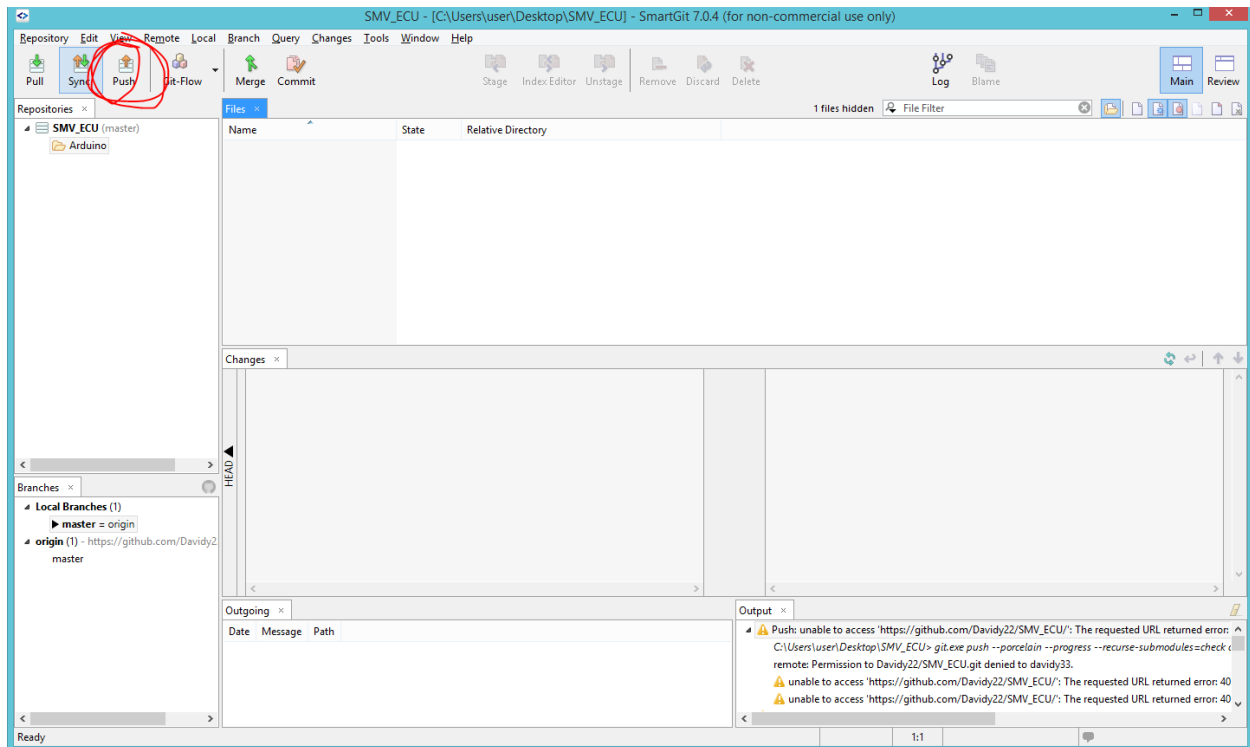 SMV_ECU - [C:\Users\user\Desktop\SMV_ECU] - SmartGit 7.0.4 (for non-commercial use only)
Repository Edit View Remote Local Branch Query Changes Tools Window Help
Pull Sync Push Git-Flow Merge Commit Stage Index Editor Unstage Remove Discard Delete Log Blame Main Review
Repositories
SMV_ECU (master)
Arduino
Files
1 files hidden File Filter
Name State Relative Directory
Changes
HEAD
Branches
Local Branches (1)
master = origin
origin (1) - https://github.com/Davidy2
master
Outgoing
Date Message Path
Output
Push: unable to access 'https://github.com/Davidy22/SMV_ECU/': The requested URL returned error:
C:\Users\user\Desktop\SMV_ECU> git.exe push --porcelain --progress --recurse-submodules=check
remote: Permission to Davidy22/SMV_ECU.git denied to davidy33.
unable to access 'https://github.com/Davidy22/SMV_ECU/': The requested URL returned error: 40
unable to access 'https://github.com/Davidy22/SMV_ECU/': The requested URL returned error: 40
Ready
1:1